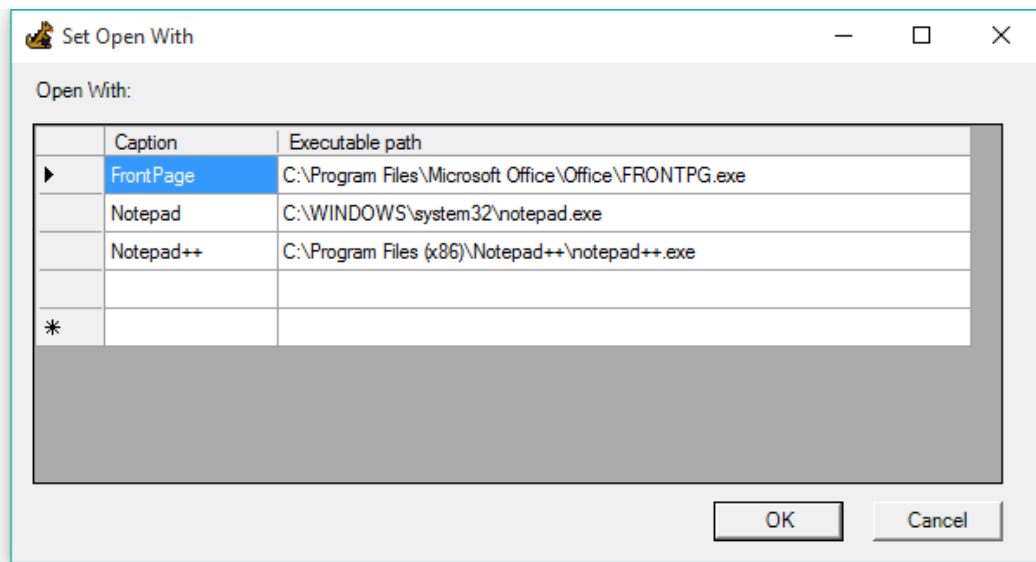 Set Open With
Open With:
Caption Executable path
FrontPage C:\Program Files\Microsoft Office\Office\FRONTPG.exe
Notepad C:\WINDOWS\system32\notepad.exe
Notepad++ C:\Program Files (x86)\Notepad++\notepad++.exe
OK Cancel